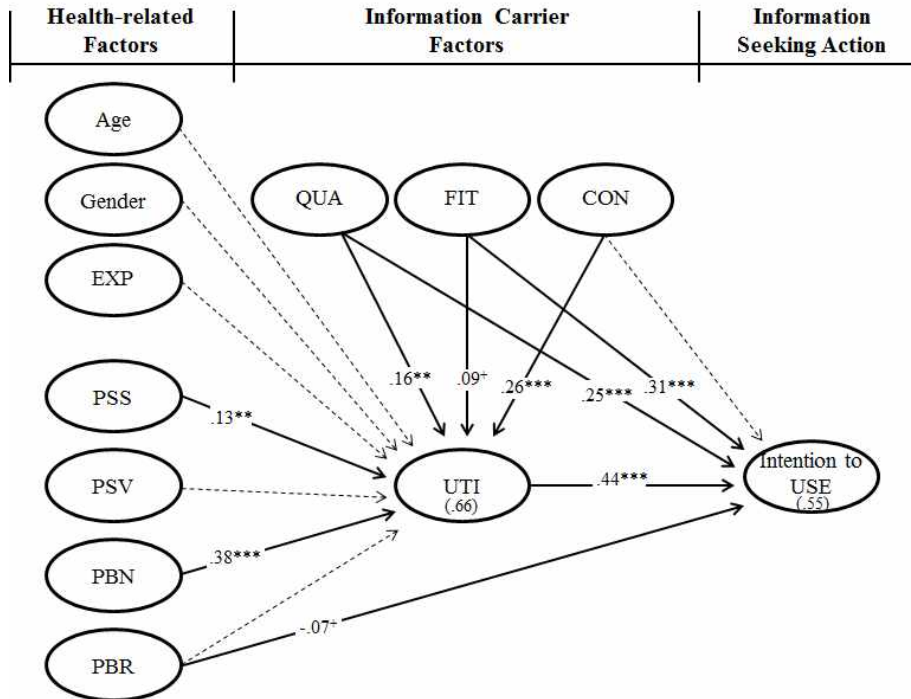 Health-related
Factors
Information Carrier
Factors
Information
Seeking Action
Age
Gender
EXP
PSS
PSV
PBN
PBR
QUA
FIT
CON
.16**
.09+
.26***
.25***
.31***
.13**
.38***
-.07+
UTI
(.66)
.44***
Intention to
USE
(.55)